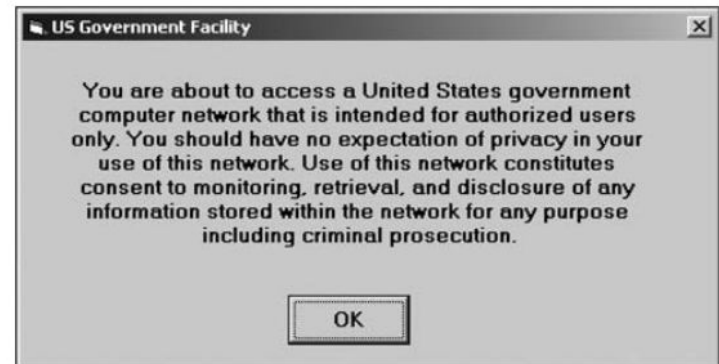 US Government Facility
You are about to access a United States government
computer network that is intended for authorized users
only. You should have no expectation of privacy in your
use of this network. Use of this network constitutes
consent to monitoring, retrieval, and disclosure of any
information stored within the network for any purpose
including criminal prosecution.
OK